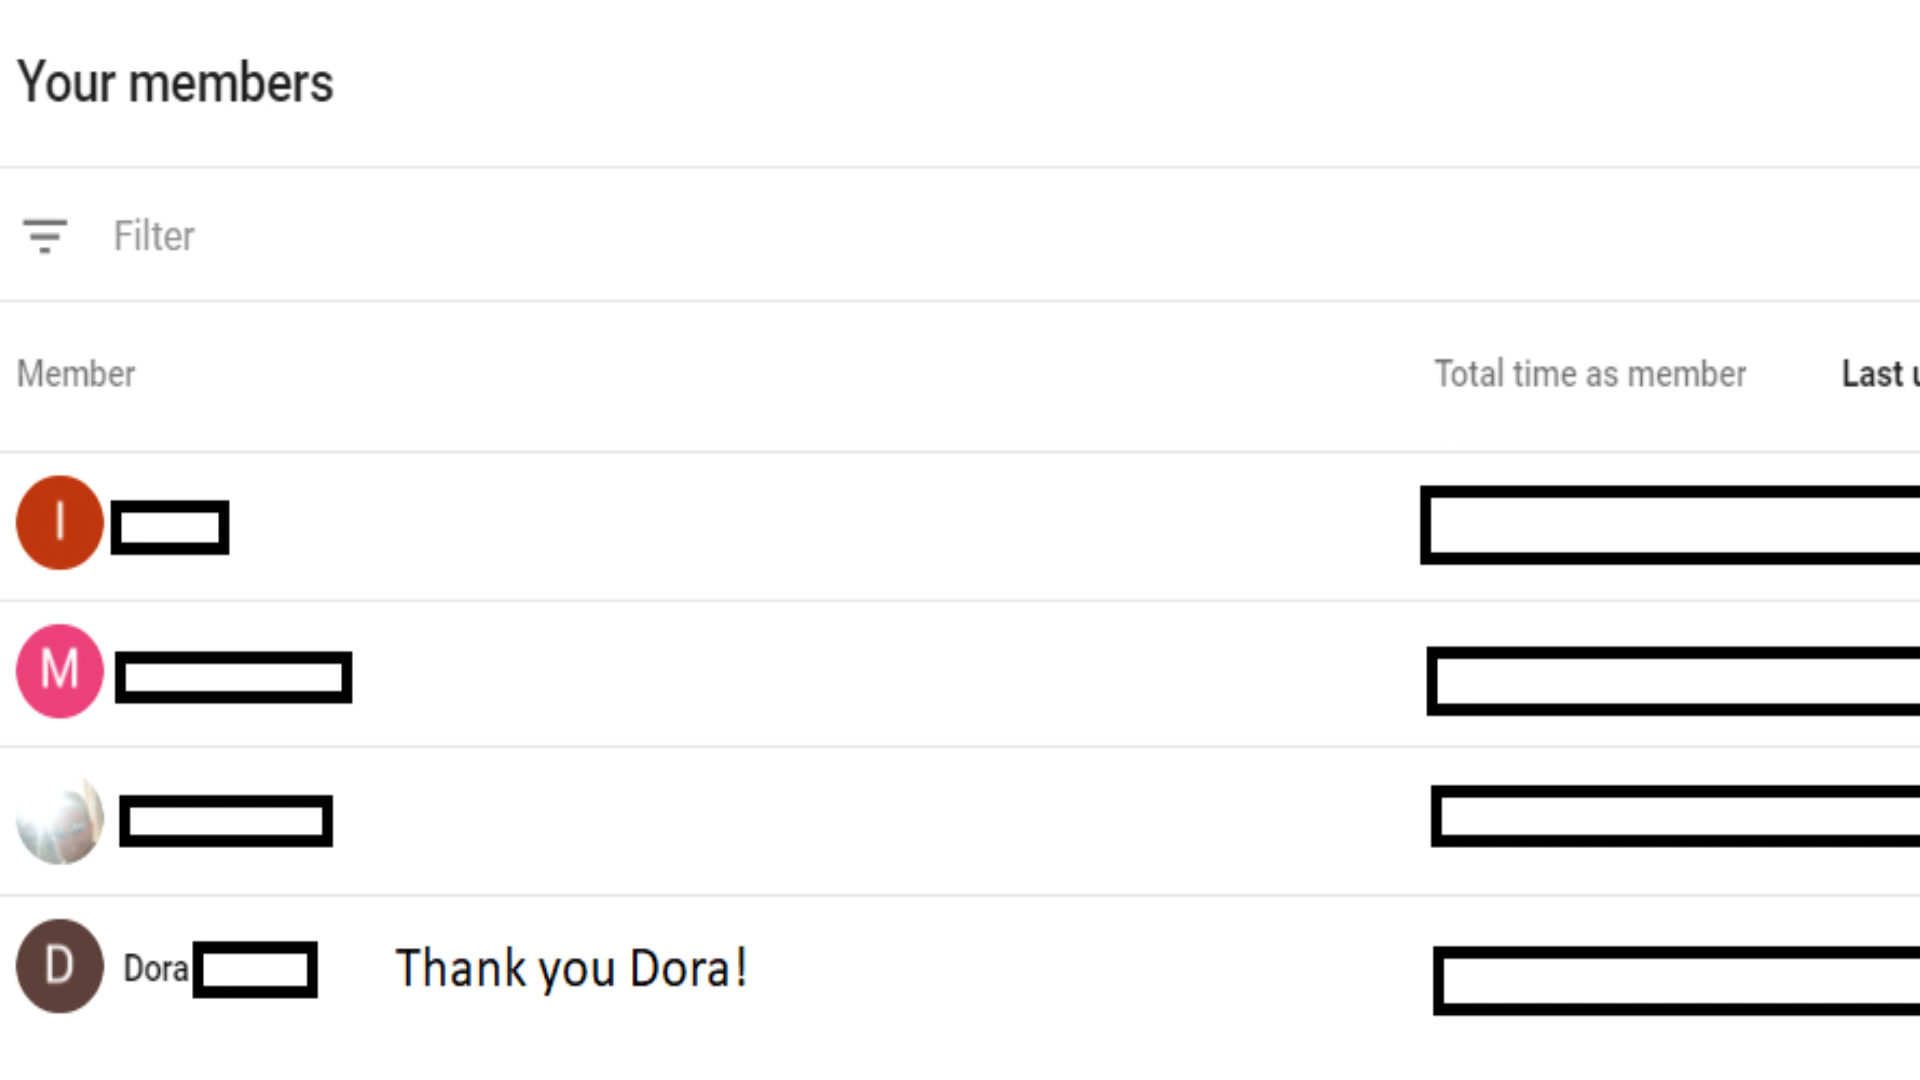 Your members
Filter
Member Total time as member Last u
I
M
D Dora Thank you Dora!